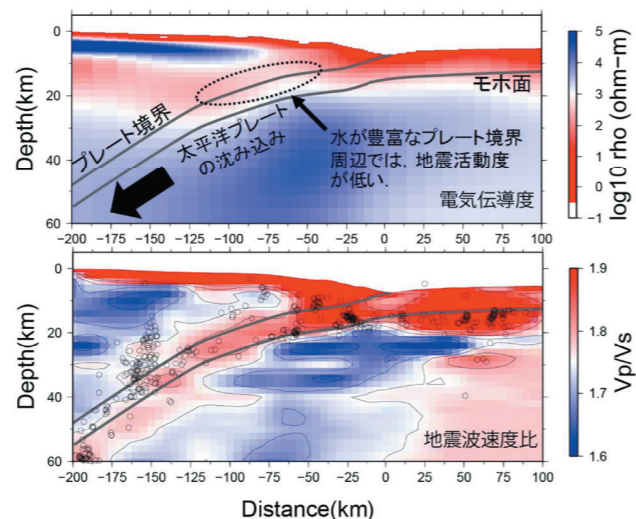 0
20
40
60
Depth(km)
プレート境界
太平洋プレート
の沈み込み
水が豊富なプレート境界
周辺では，地震活動度
が低い．
モホ面
電気伝導度
-200 -175 -150 -125 -100 -75 -50 -25 0 25 50 75 100
5
4
3
2
1
0
-1
log10 rho (ohm-m)
0
20
40
60
Depth(km)
地震波速度比
-200 -175 -150 -125 -100 -75 -50 -25 0 25 50 75 100
Distance(km)
1.9
1.8
1.7
1.6
Vp/Vs